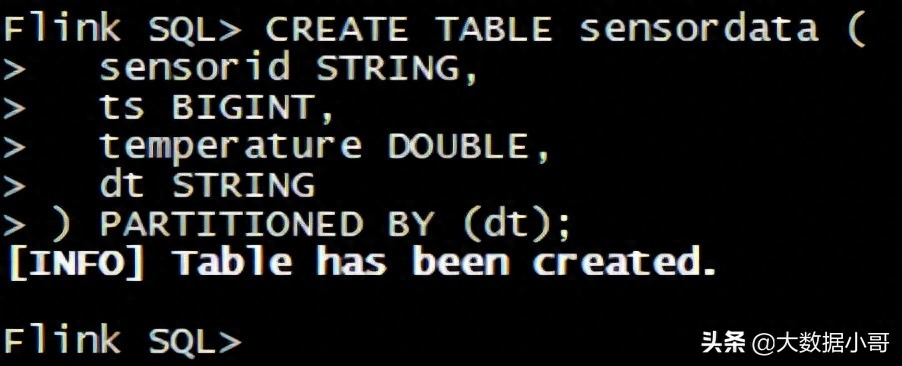 Flink SQL> CREATE TABLE sensordata (
>   sensorid STRING,
>   ts BIGINT,
>   temperature DOUBLE,
>   dt STRING
> ) PARTITIONED BY (dt);
[INFO] Table has been created.
Flink SQL>
头条 @大数据小哥